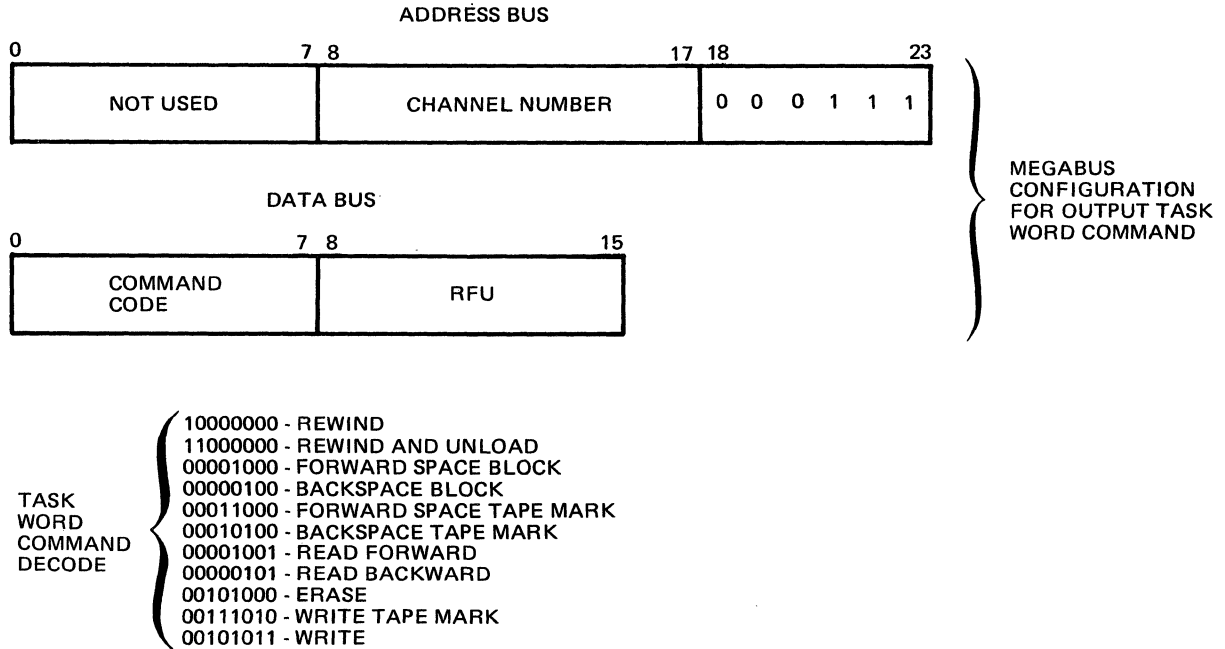 ADDRESS BUS
0 7 8 17 18 23
NOT USED CHANNEL NUMBER 0 0 0 1 1 1
MEGABUS
CONFIGURATION
FOR OUTPUT TASK
WORD COMMAND
DATA BUS
0 7 8 15
COMMAND
CODE
RFU
TASK
WORD
COMMAND
DECODE
10000000 - REWIND
11000000 - REWIND AND UNLOAD
00001000 - FORWARD SPACE BLOCK
00000100 - BACKSPACE BLOCK
00011000 - FORWARD SPACE TAPE MARK
00010100 - BACKSPACE TAPE MARK
00001001 - READ FORWARD
00000101 - READ BACKWARD
00101000 - ERASE
00111010 - WRITE TAPE MARK
00101011 - WRITE